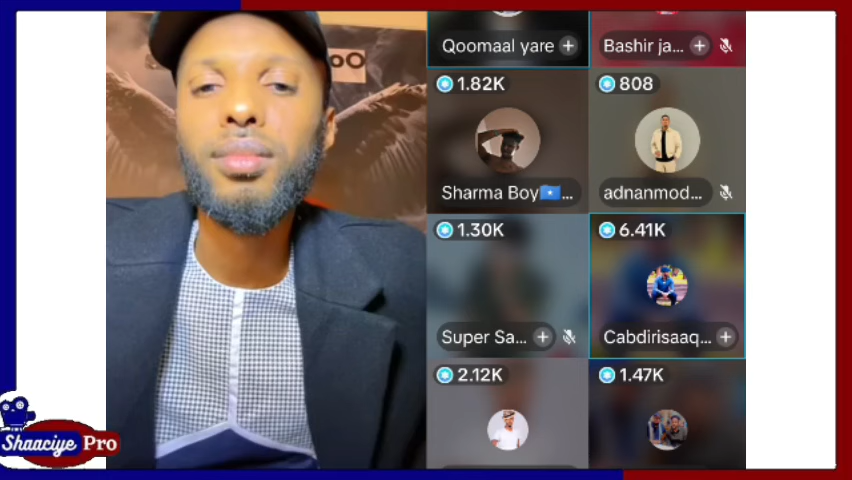 oo
Qoomaal yare +
Bashir ja... +
1.82K
808
Sharma Boy🇸🇴...
adnanmod...
1.30K
6.41K
Super Sa... +
Cabdirisaaq... +
2.12K
1.47K
Shaaciye Pro